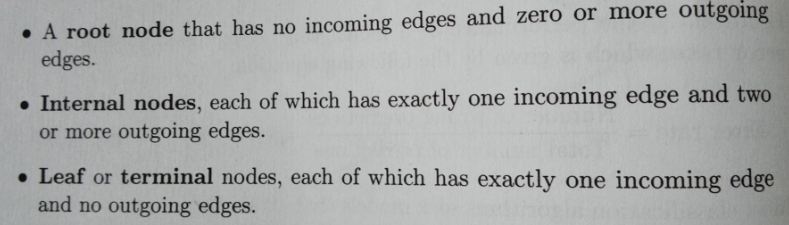 • A root node that has no incoming edges and zero or more outgoing
edges.
• Internal nodes, each of which has exactly one incoming edge and two
or more outgoing edges.
• Leaf or terminal nodes, each of which has exactly one incoming edge
and no outgoing edges.